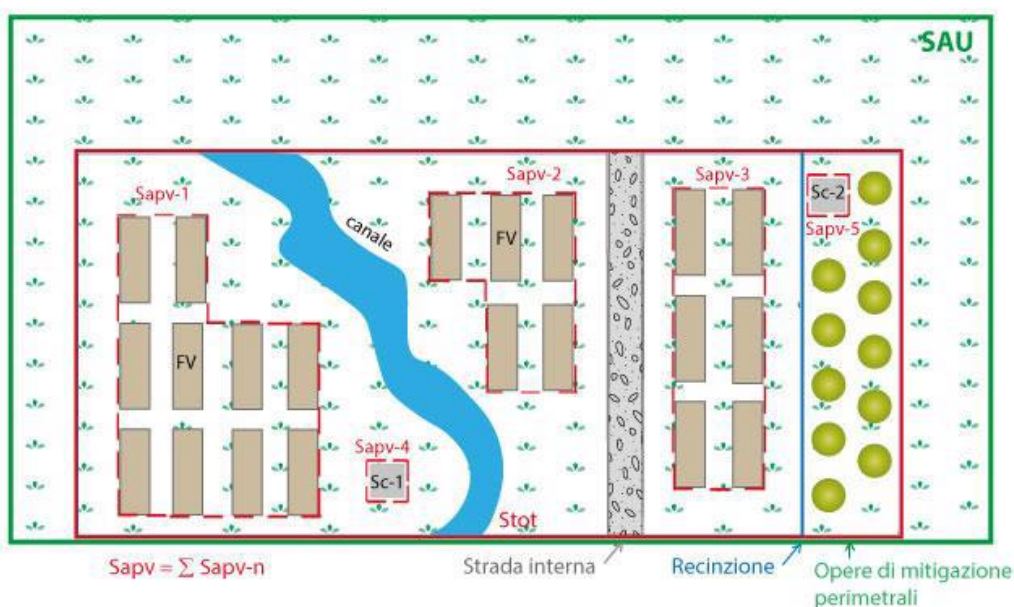 SAU
Sapv-1
Sapv-2
Sapv-3
Sc-2
Sapv-5
canale
FV
FV
Sapv-4
Sc-1
Stot
Sapv = ∑ Sapv-n
Strada interna
Recinzione
Opere di mitigazione
perimetrali